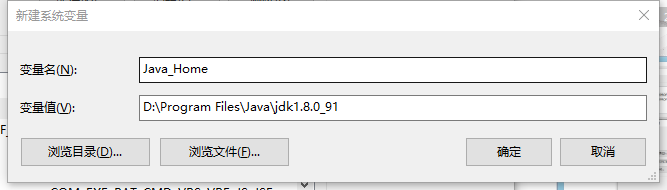 新建系统变量
变量名(N):
Java_Home
变量值(V):
D:\Program Files\Java\jdk1.8.0_91
浏览目录(D)...
浏览文件(F)...
确定
取消